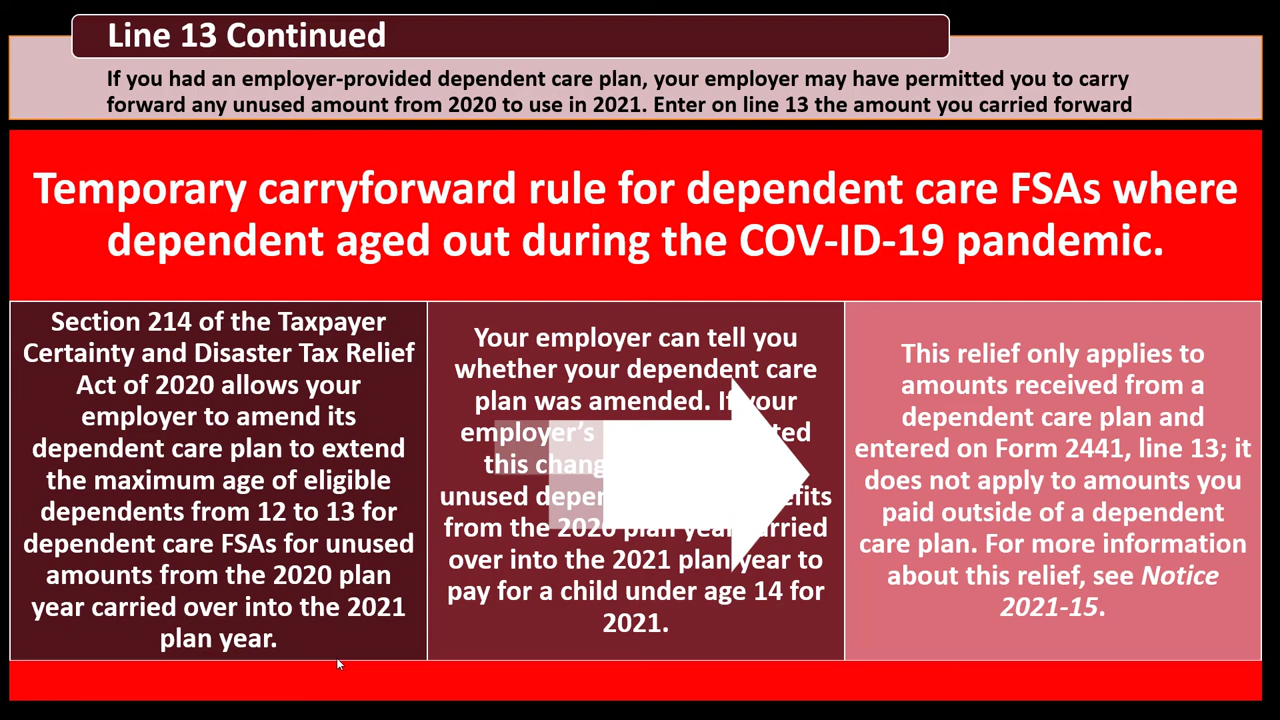 Line 13 Continued
If you had an employer-provided dependent care plan, your employer may have permitted you to carry
forward any unused amount from 2020 to use in 2021. Enter on line 13 the amount you carried forward
Temporary carryforward rule for dependent care FSAs where
dependent aged out during the COV-ID-19 pandemic.
Section 214 of the Taxpayer
Certainty and Disaster Tax Relief
Act of 2020 allows your
employer to amend its
dependent care plan to extend
the maximum age of eligible
dependents from 12 to 13 for
dependent care FSAs for unused
amounts from the 2020 plan
year carried over into the 2021
plan year.
Your employer can tell you
whether your dependent care
plan was amended. If your
employer's
this
unused
from the 2020 plan year carried
over into the 2021 plan year to
pay for a child under age 14 for
2021.
This relief only applies to
amounts received from a
dependent care plan and
entered on Form 2441, line 13; it
does not apply to amounts you
paid outside of a dependent
care plan. For more information
about this relief, see Notice
2021-15.